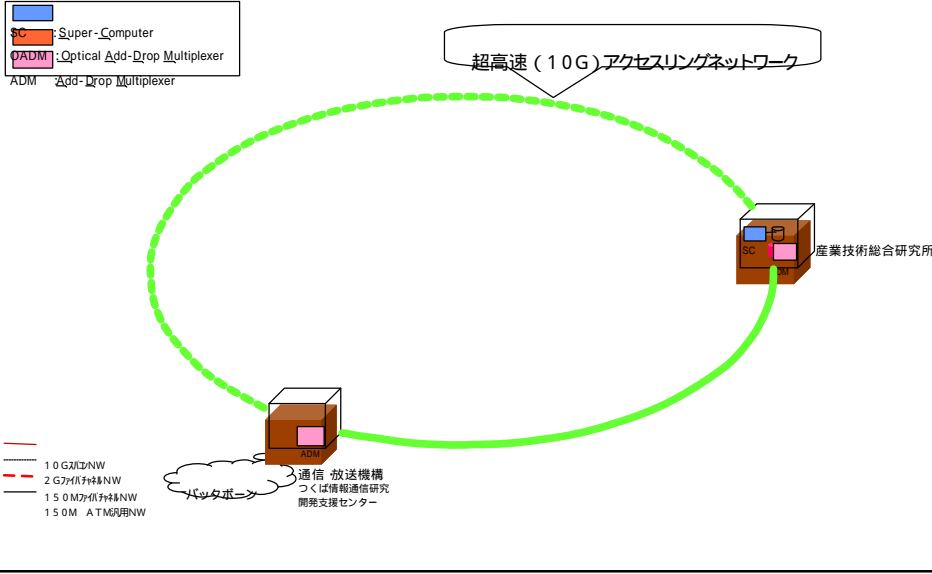 SC :Super-Computer
OADM :Optical Add-Drop Multiplexer
ADM :Add-Drop Multiplexer
超高速(10G)アクセスリングネットワーク
SC
産業技術総合研究所
ADM
通信・放送機構
つくば情報通信研究
開発支援センター
バックボーン
10GスパコンNW
2GファイバチャネルNW
150MファイバチャネルNW
150M ATM汎用NW